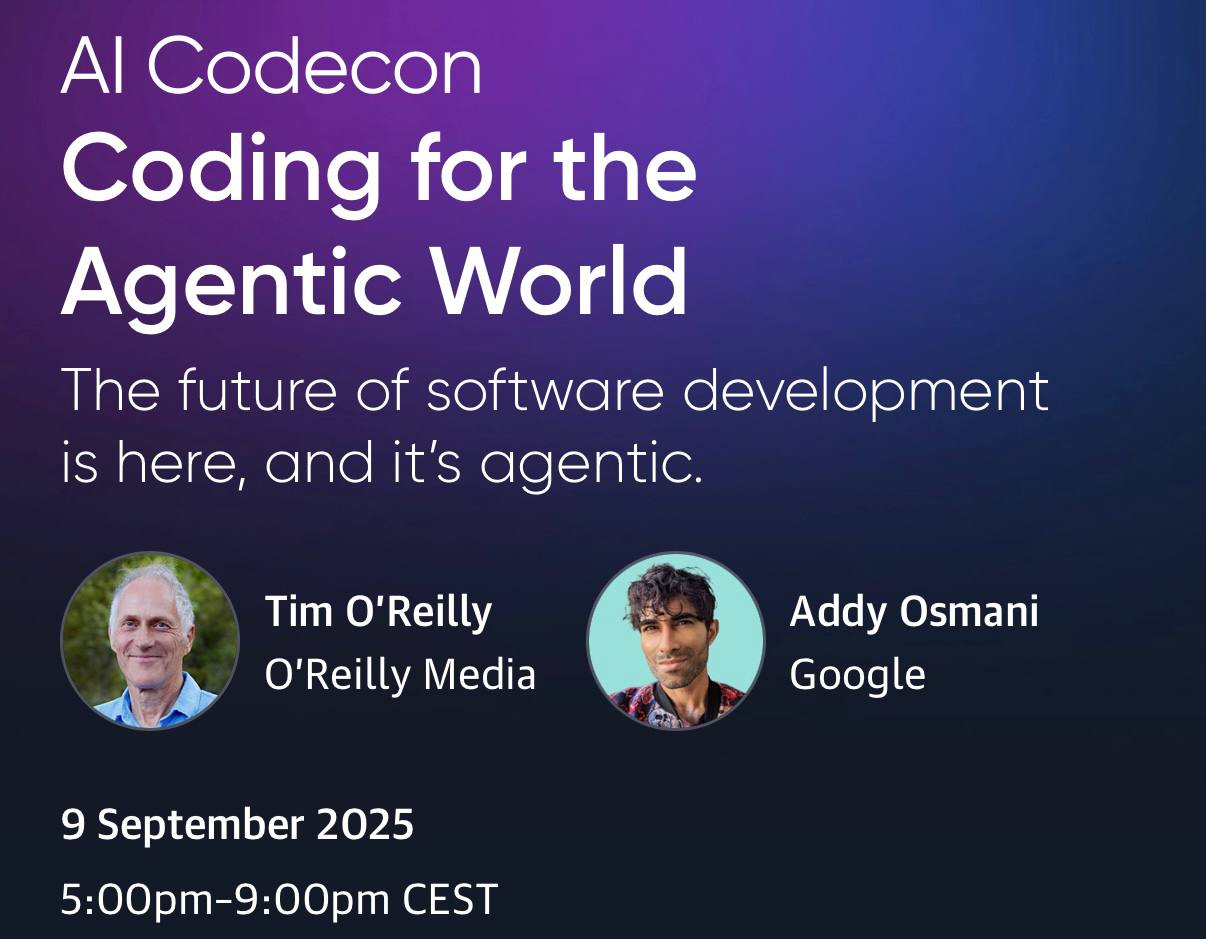 AI Codecon
Coding for the
Agentic World
The future of software development
is here, and it’s agentic.
Tim O’Reilly
O’Reilly Media
Addy Osmani
Google
9 September 2025
5:00pm–9:00pm CEST